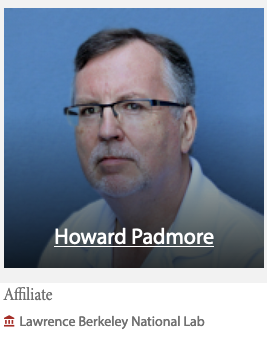 Howard Padmore
Affiliate
Lawrence Berkeley National Lab